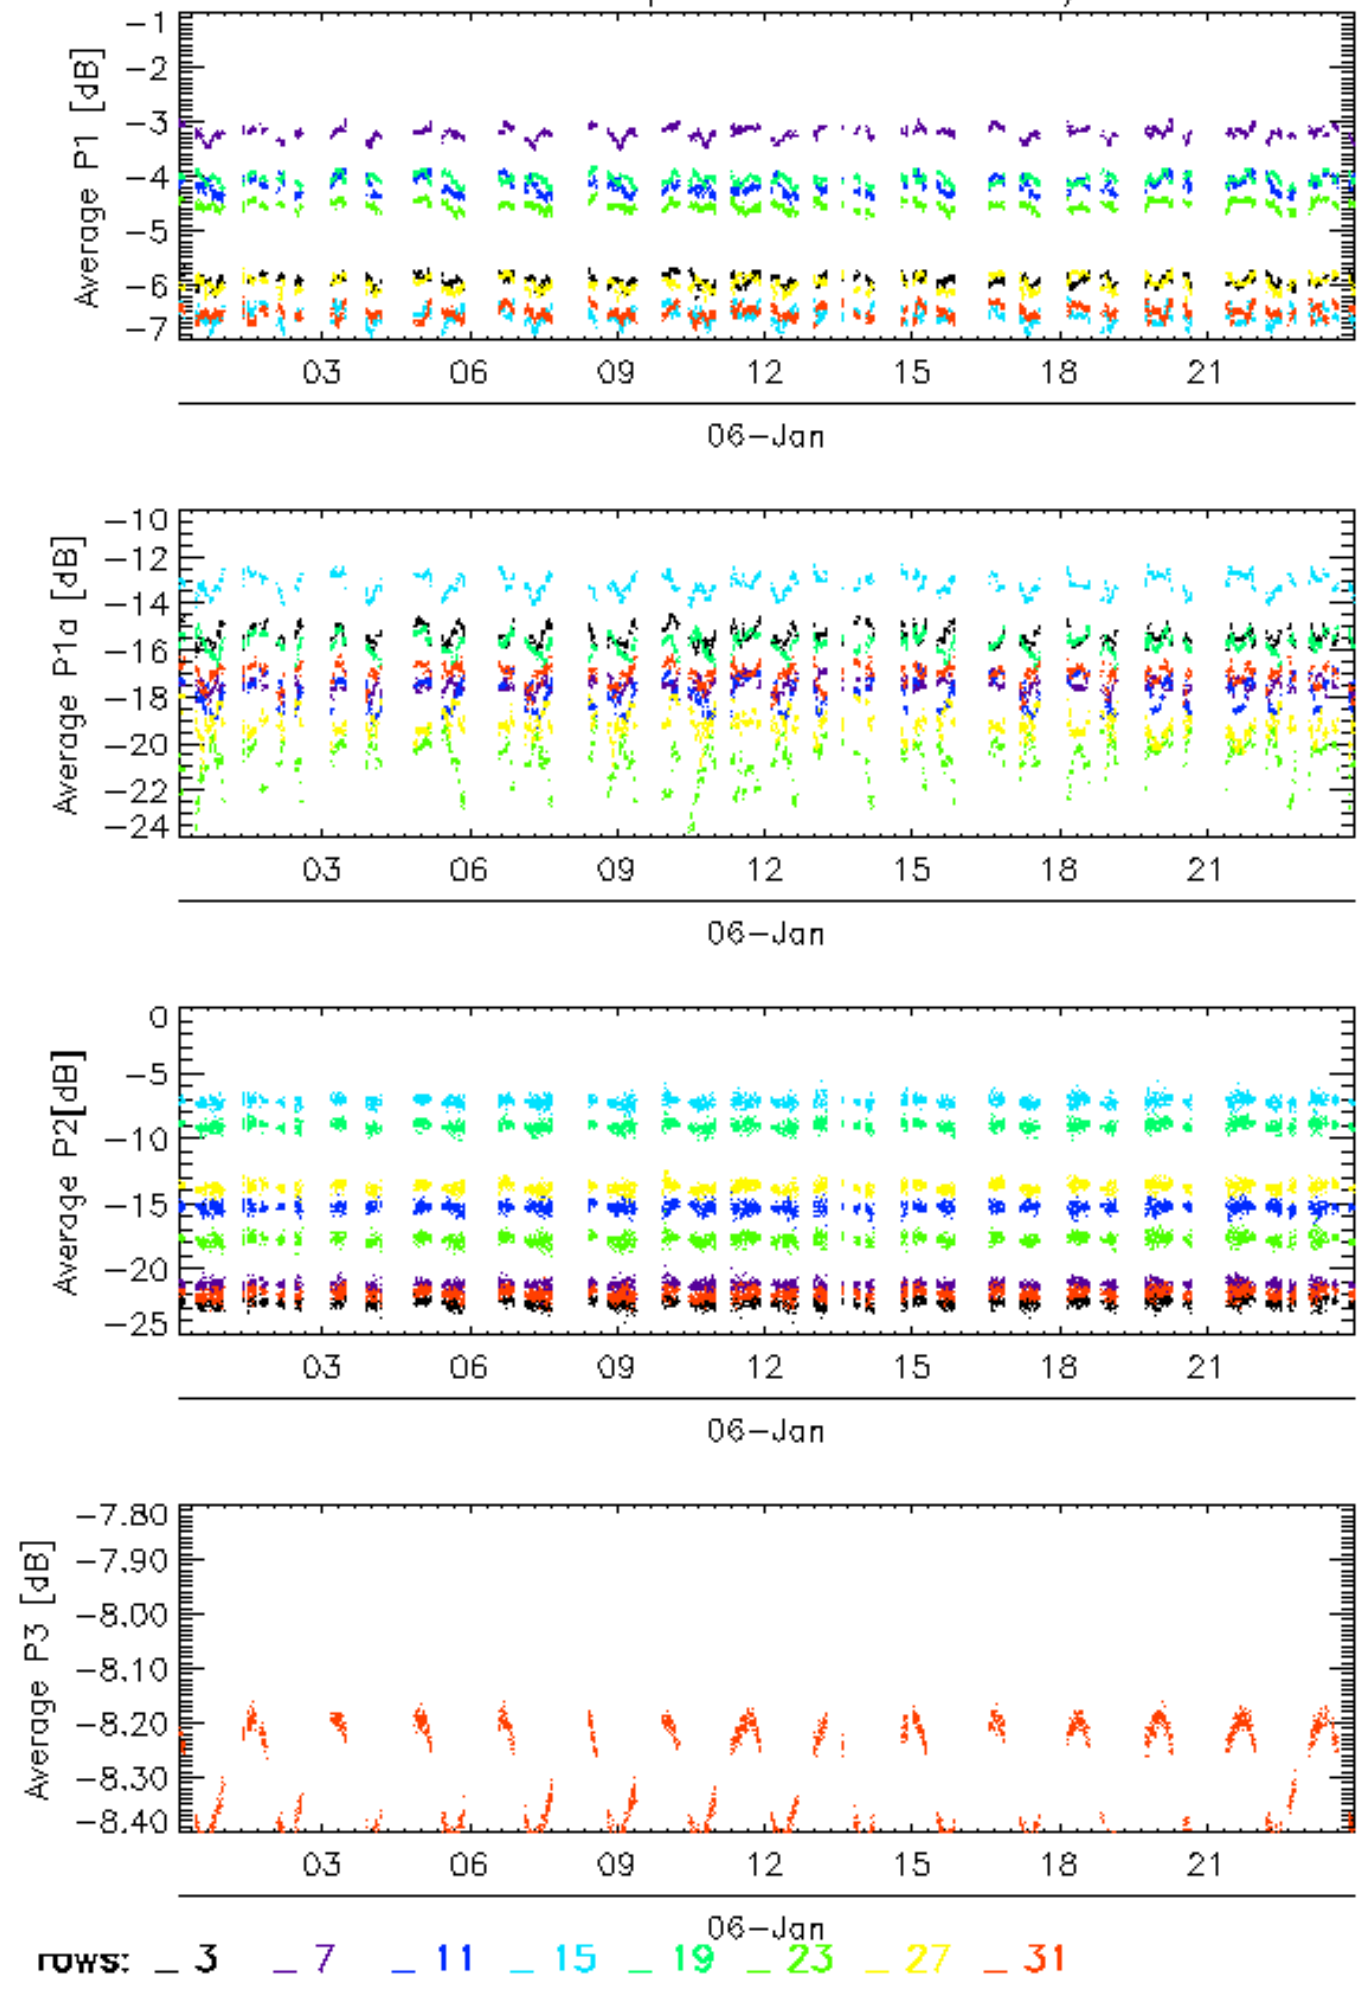 Average P1 [dB]
-1
-2
-3
-4
-5
-6
-7
03 06 09 12 15 18 21
06-Jan
Average P1a [dB]
-10
-12
-14
-16
-18
-20
-22
-24
03 06 09 12 15 18 21
06-Jan
Average P2[dB]
0
-5
-10
-15
-20
-25
03 06 09 12 15 18 21
06-Jan
Average P3 [dB]
-7.80
-7.90
-8.00
-8.10
-8.20
-8.30
-8.40
03 06 09 12 15 18 21
06-Jan
rows: _ 3 _ 7 _ 11 _ 15 _ 19 _ 23 _ 27 _ 31